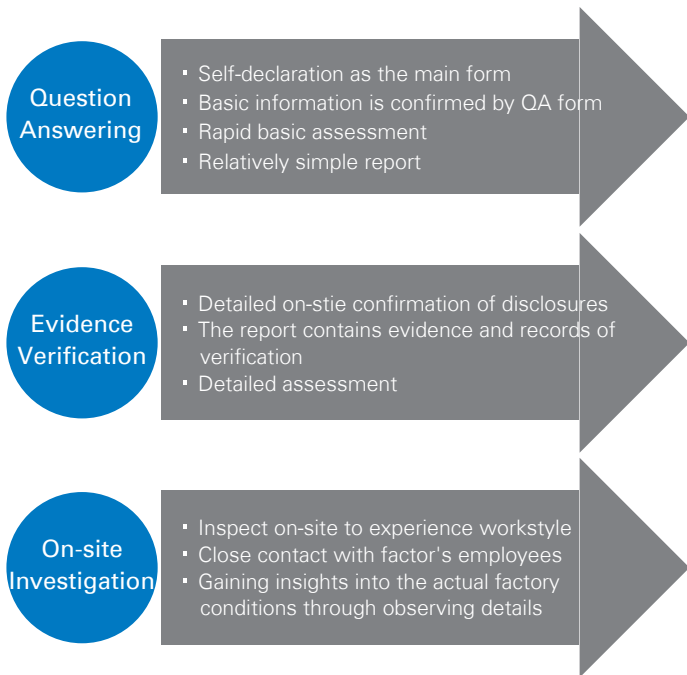 Question
Answering
▪ Self-declaration as the main form
▪ Basic information is confirmed by QA form
▪ Rapid basic assessment
▪ Relatively simple report
Evidence
Verification
▪ Detailed on-stie confirmation of disclosures
▪ The report contains evidence and records of
verification
▪ Detailed assessment
On-site
Investigation
▪ Inspect on-site to experience workstyle
▪ Close contact with factor's employees
▪ Gaining insights into the actual factory
conditions through observing details